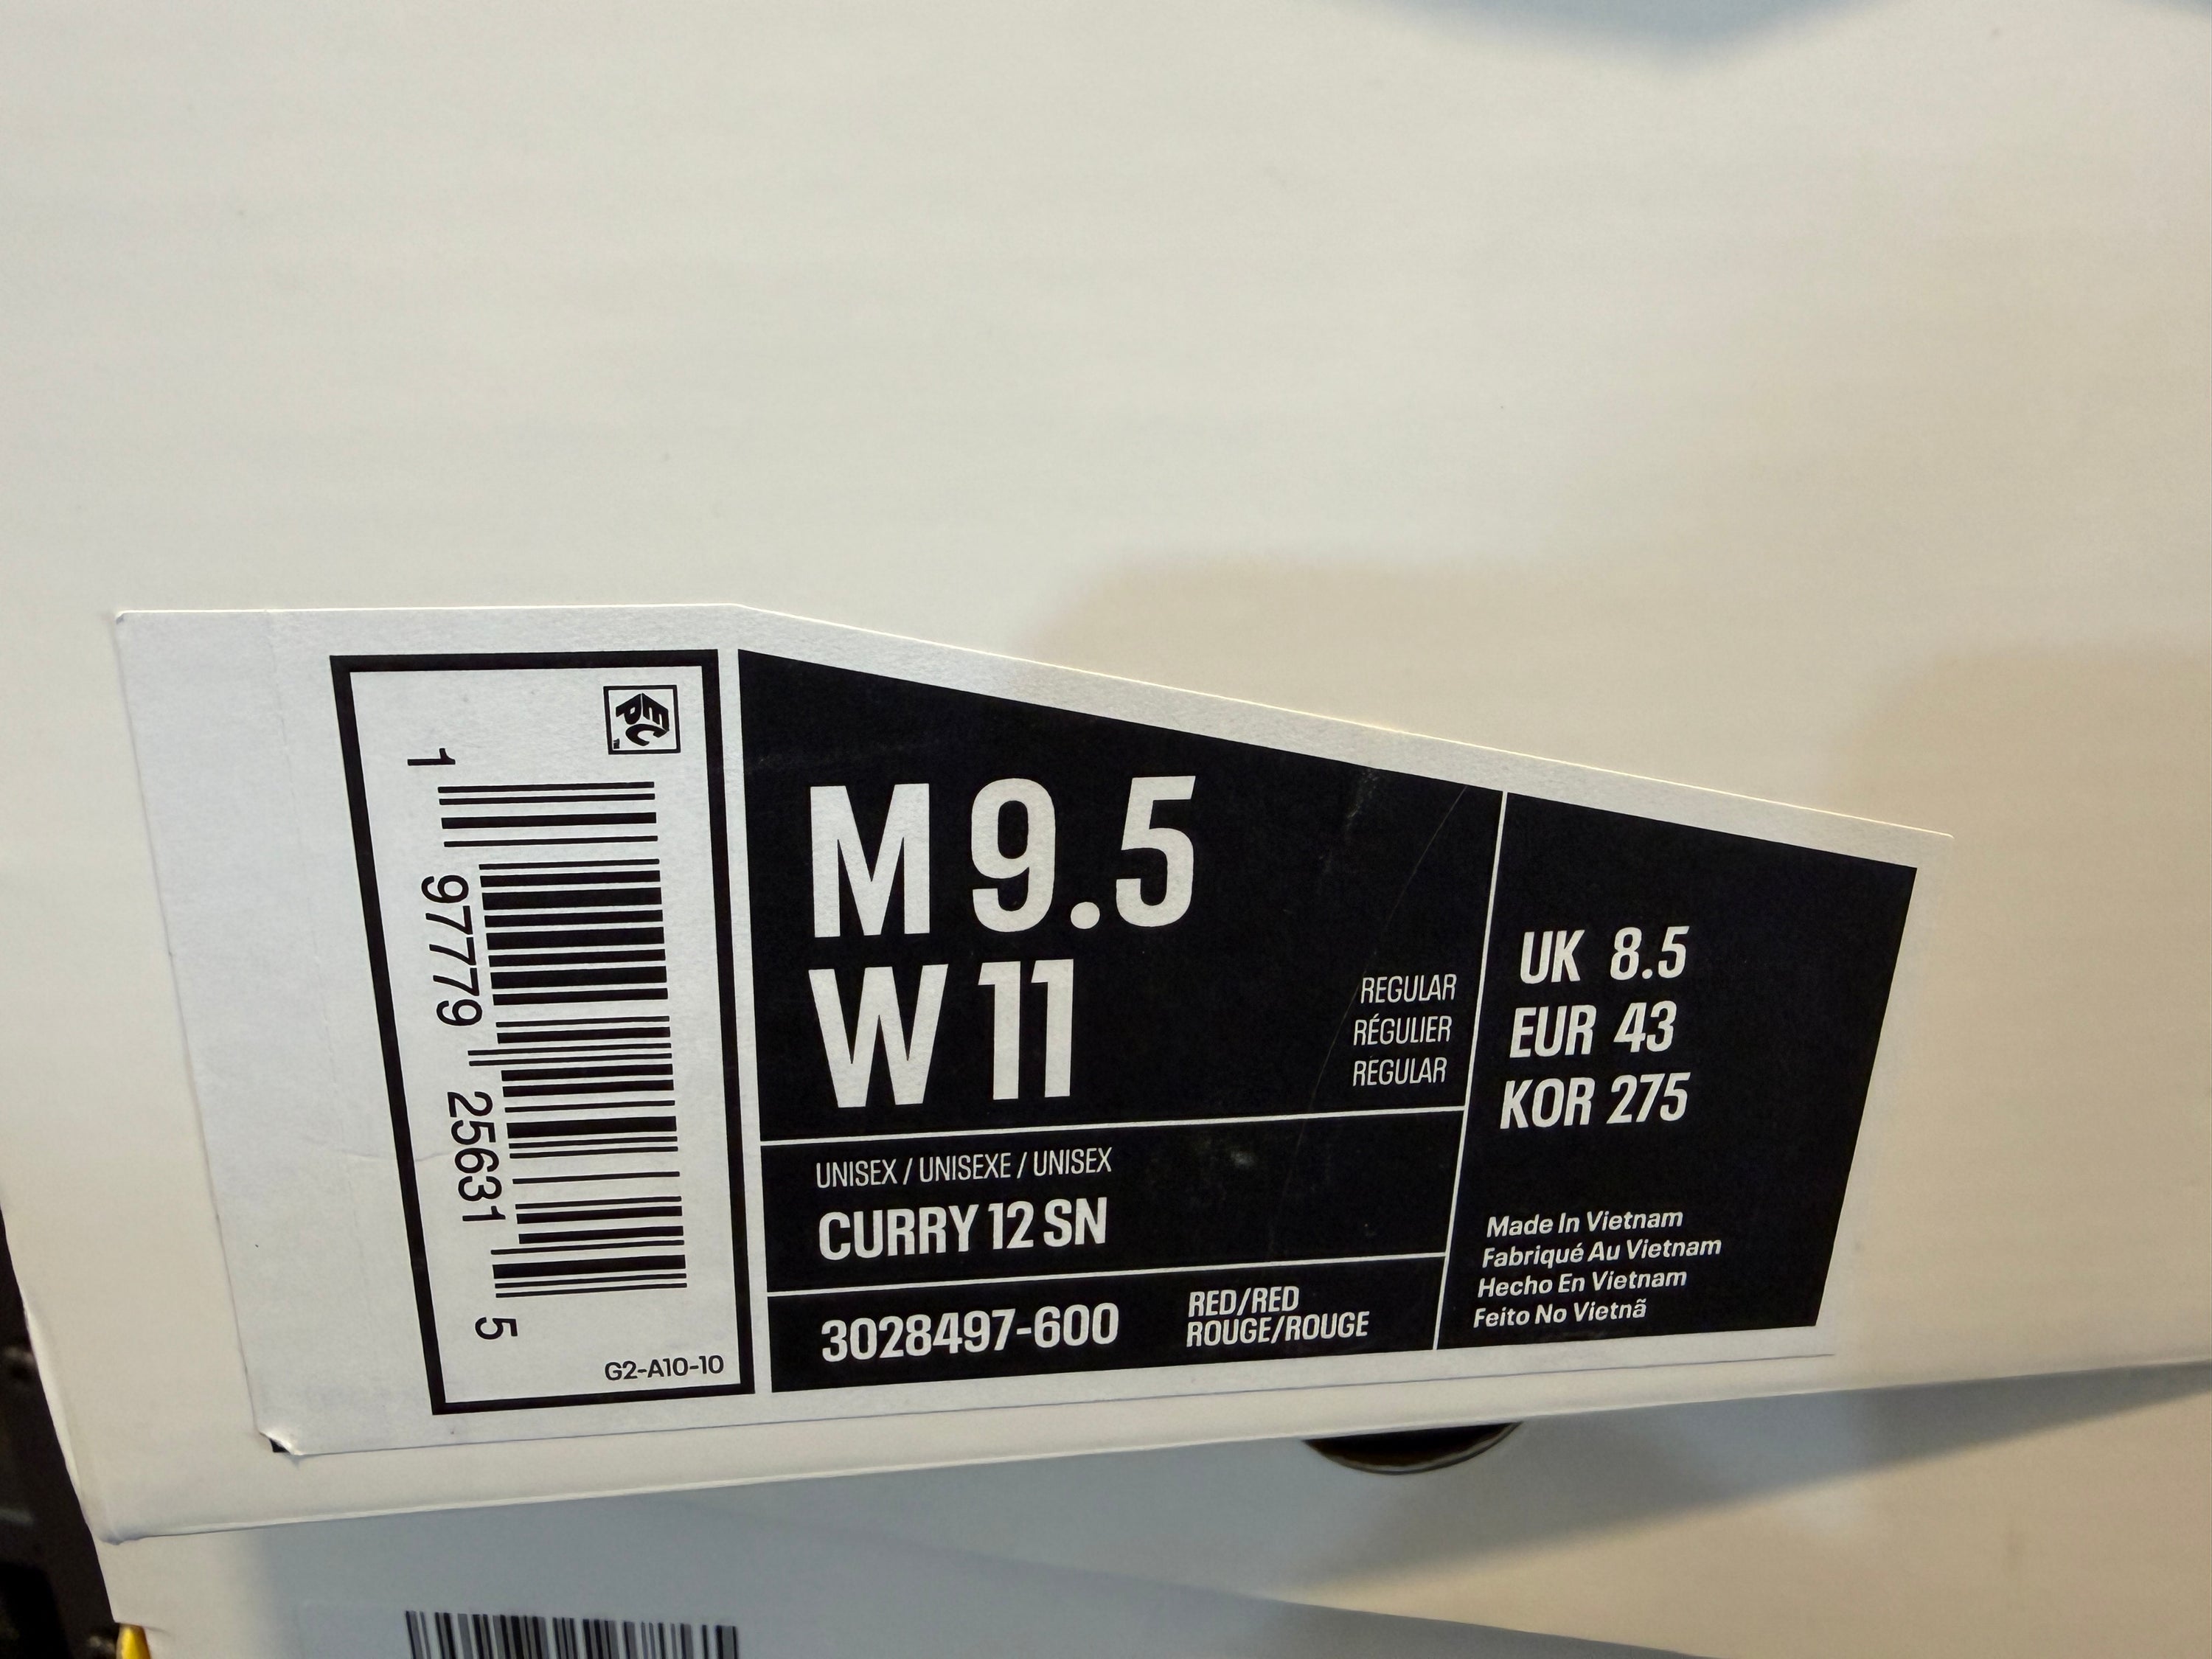 EPC
1 97779 25631 5
G2-A10-10
M 9.5
W 11
REGULAR
RÉGULIER
REGULAR
UNISEX / UNISEXE / UNISEX
CURRY 12 SN
3028497-600
RED/RED
ROUGE/ROUGE
UK 8.5
EUR 43
KOR 275
Made In Vietnam
Fabriqué Au Vietnam
Hecho En Vietnam
Feito No Vietnã